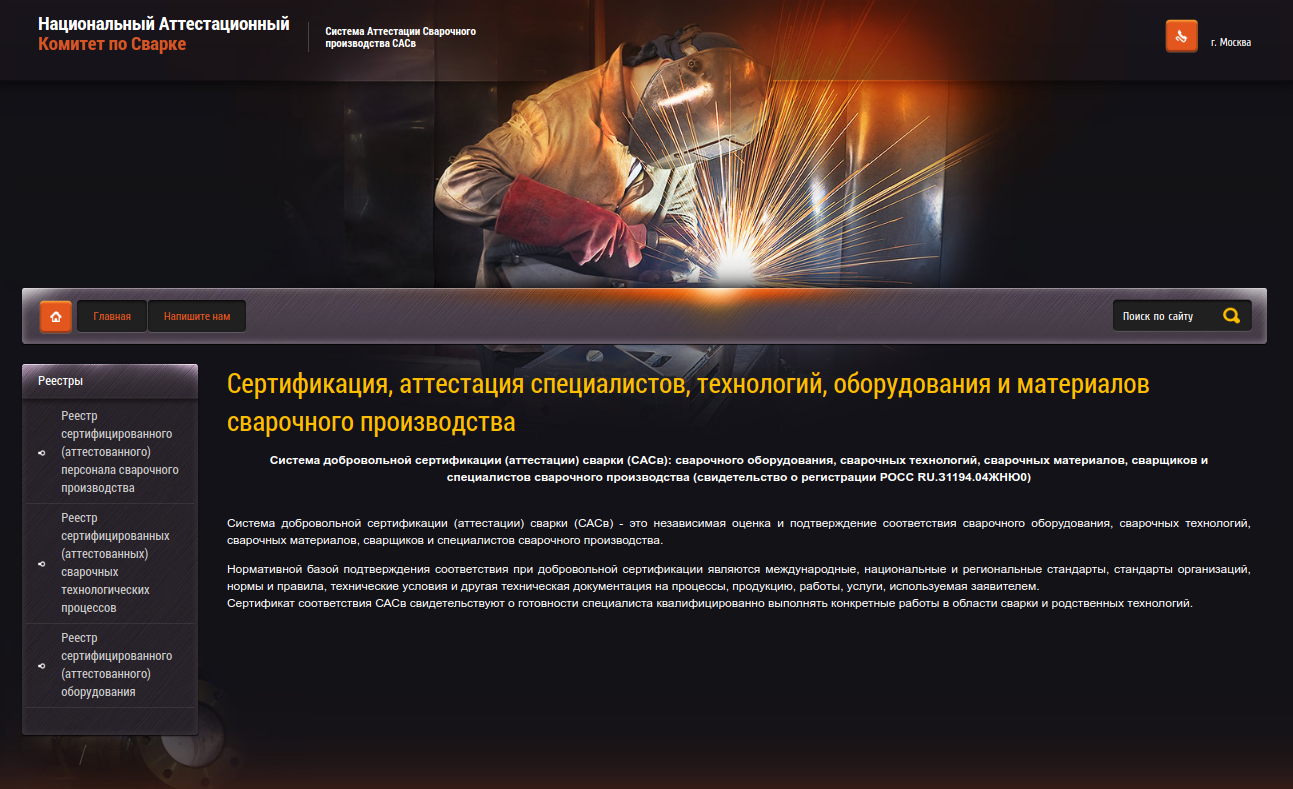 Национальный Аттестационный
Комитет по Сварке
Система Аттестации Сварочного
производства САСв
г. Москва
Главная
Напишите нам
Поиск по сайту
Реестры
Реестр
сертифицированного
(аттестованного)
персонала сварочного
производства
Реестр
сертифицированных
(аттестованных)
сварочных
технологических
процессов
Реестр
сертифицированного
(аттестованного)
оборудования
Сертификация, аттестация специалистов, технологий, оборудования и материалов
сварочного производства
Система добровольной сертификации (аттестации) сварки (САСв): сварочного оборудования, сварочных технологий, сварочных материалов, сварщиков и
специалистов сварочного производства (свидетельство о регистрации РОСС RU.31194.04ЖНЮ0)
Система добровольной сертификации (аттестации) сварки (САСв) - это независимая оценка и подтверждение соответствия сварочного оборудования, сварочных технологий,
сварочных материалов, сварщиков и специалистов сварочного производства.
Нормативной базой подтверждения соответствия при добровольной сертификации являются международные, национальные и региональные стандарты, стандарты организаций,
нормы и правила, технические условия и другая техническая документация на процессы, продукцию, работы, услуги, используемая заявителем.
Сертификат соответствия САСв свидетельствуют о готовности специалиста квалифицированно выполнять конкретные работы в области сварки и родственных технологий.